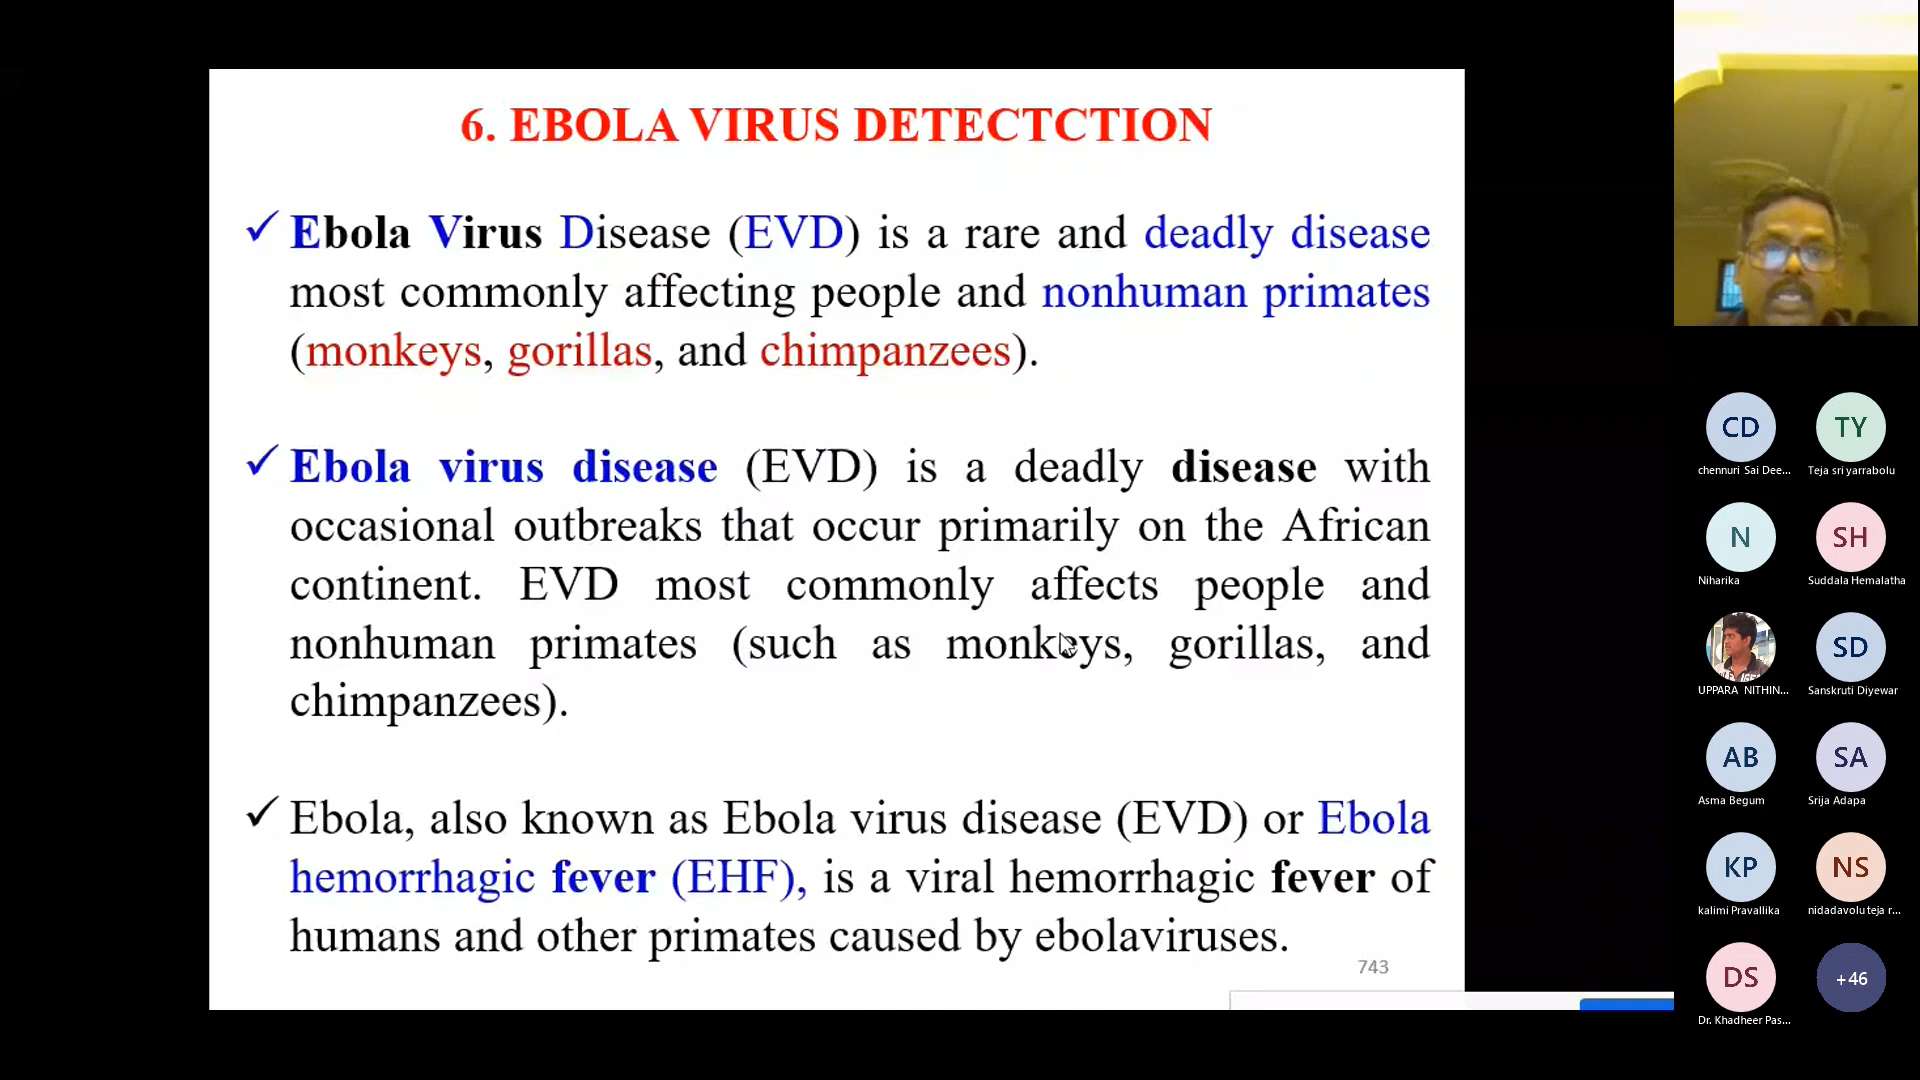 6. EBOLA VIRUS DETECTCTION
✓ Ebola Virus Disease (EVD) is a rare and deadly disease
most commonly affecting people and nonhuman primates
(monkeys, gorillas, and chimpanzees).
✓ Ebola virus disease (EVD) is a deadly disease with
occasional outbreaks that occur primarily on the African
continent. EVD most commonly affects people and
nonhuman primates (such as monkeys, gorillas, and
chimpanzees).
✓ Ebola, also known as Ebola virus disease (EVD) or Ebola
hemorrhagic fever (EHF), is a viral hemorrhagic fever of
humans and other primates caused by ebolaviruses.
743
CD
TY
chennuri Sai Dee...
Teja sri yarrabolu
N
SH
Niharika
Suddala Hemalatha
SD
UPPARA NITHIN...
Sanskruti Diyewar
AB
SA
Asma Begum
Srija Adapa
KP
NS
kalimi Pravallika
nidadavolu teja r...
DS
+46
Dr. Khadheer Pas...